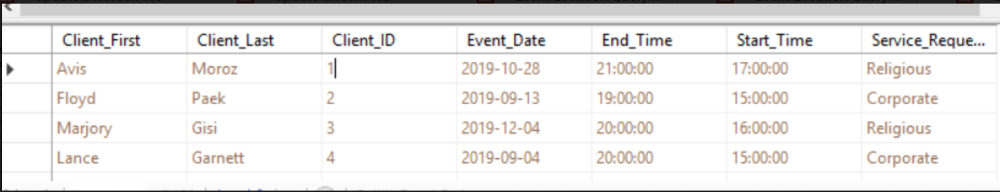 Client_First Client_Last Client_ID Event_Date End_Time Start_Time Service_Reque...
Avis Moroz 1 2019-10-28 21:00:00 17:00:00 Religious
Floyd Paek 2 2019-09-13 19:00:00 15:00:00 Corporate
Marjory Gisi 3 2019-12-04 20:00:00 16:00:00 Religious
Lance Garnett 4 2019-09-04 20:00:00 15:00:00 Corporate